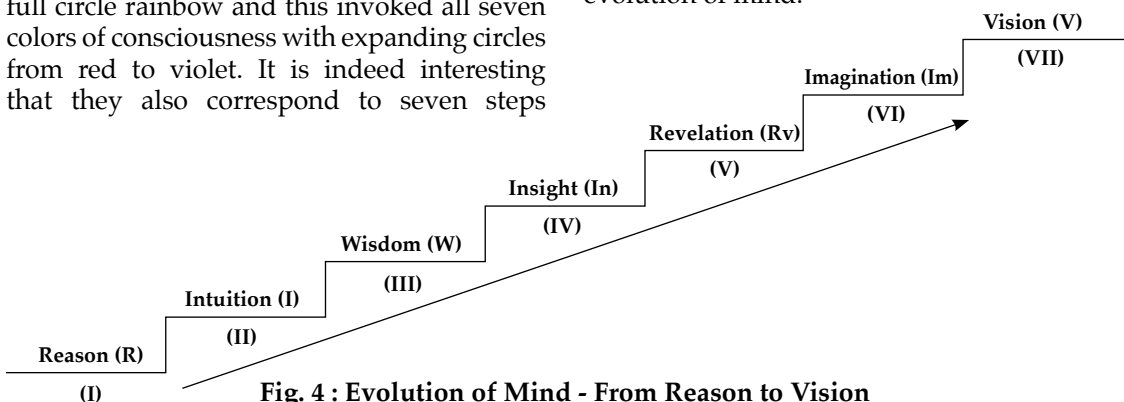 full circle rainbow and this invoked all seven
colors of consciousness with expanding circles
from red to violet. It is indeed interesting
that they also correspond to seven steps
evolution of mind.
Vision (V)
(VII)
Imagination (Im)
(VI)
Revelation (Rv)
(V)
Insight (In)
(IV)
Wisdom (W)
(III)
Intuition (I)
(II)
Reason (R)
(I)
Fig. 4 : Evolution of Mind - From Reason to Vision